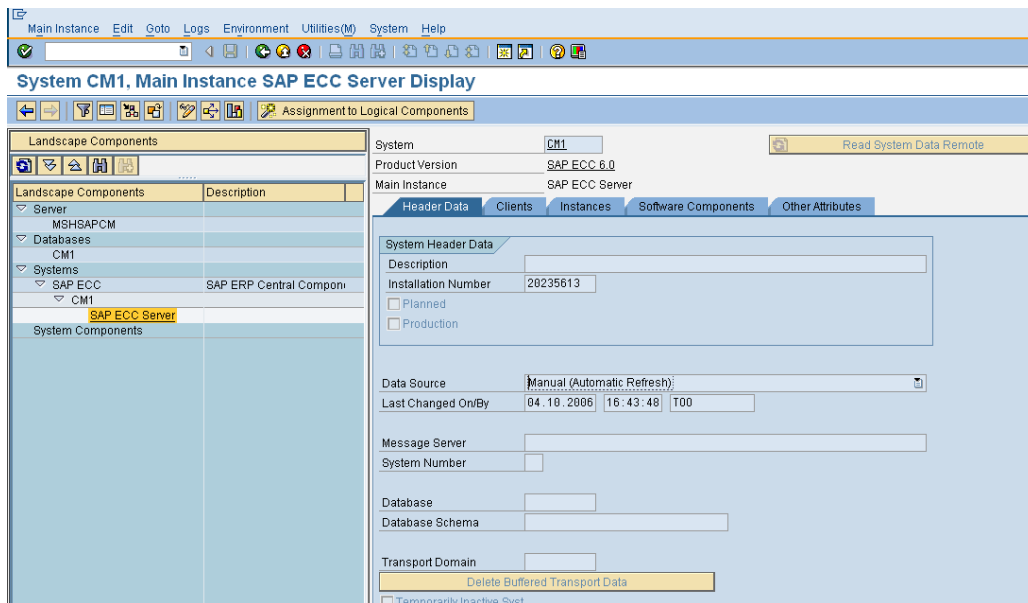 Main Instance Edit Goto Logs Environment Utilities(M) System Help
System CM1, Main Instance SAP ECC Server Display
Assignment to Logical Components
Landscape Components
Landscape Components Description
Server
MSHSAPCM
Databases
CM1
Systems
SAP ECC SAP ERP Central Compon
CM1
SAP ECC Server
System Components
System CM1 Read System Data Remote
Product Version SAP ECC 6.0
Main Instance SAP ECC Server
Header Data Clients Instances Software Components Other Attributes
System Header Data
Description
Installation Number 20235613
Planned
Production
Data Source Manual (Automatic Refresh)
Last Changed On/By 04.10.2006 16:43:48 TOO
Message Server
System Number
Database
Database Schema
Transport Domain
Delete Buffered Transport Data
Temporarily Inactive Syst